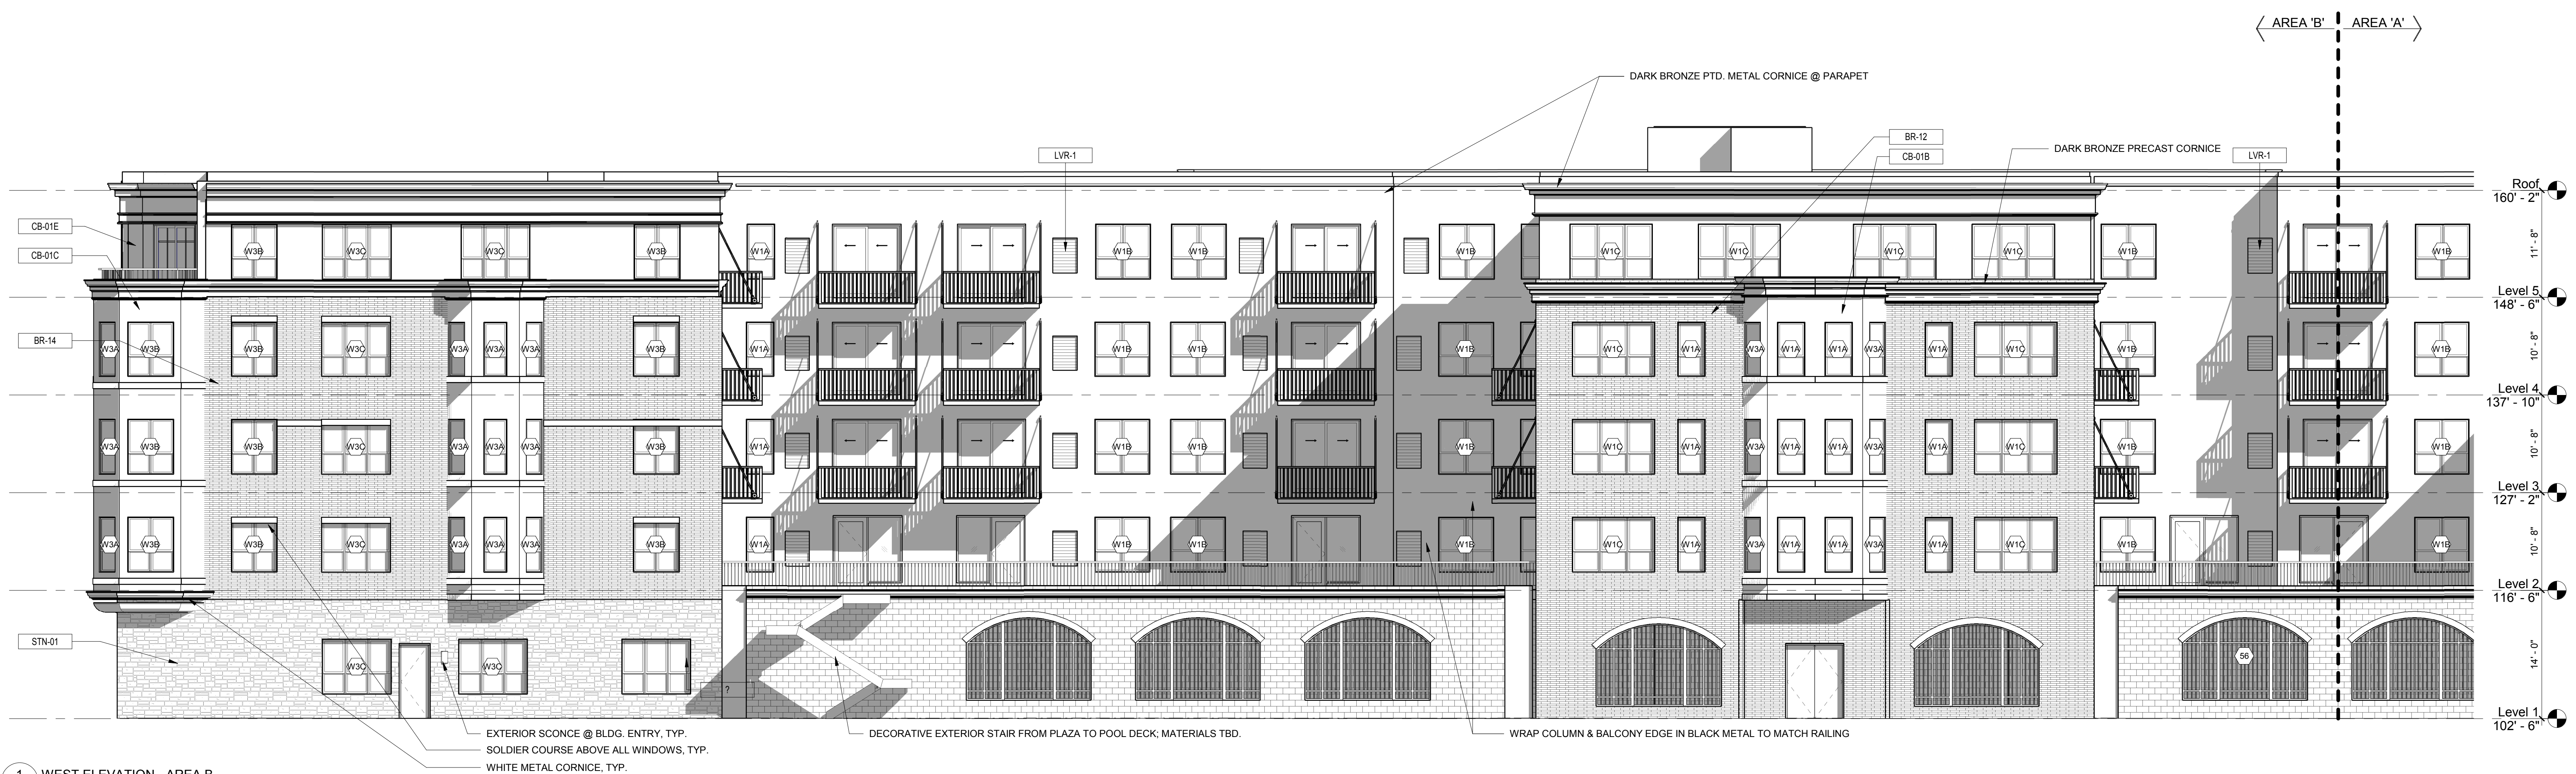 AREA 'B' AREA 'A'
DARK BRONZE PTD. METAL CORNICE @ PARAPET
BR-12
LVR-1
CB-01B
DARK BRONZE PRECAST CORNICE
LVR-1
Roof
160' - 2"
CB-01E
CB-01C
W3B W3C W3C W3B W1A W1B W1B W1B W1C W1C W1C W1C W1B W1B
11' - 8"
Level 5
148' - 6"
BR-14
W3A W3B W3B W3C W3A W3A W3A W3B W1A W1B W1B W1B W1C W1A W3A W1A W1A W3A W1A W1C W1B W1B
10' - 8"
Level 4
137' - 10"
W3A W3B W3B W3C W3A W3A W3A W3B W1A W1B W1B W1B W1C W1A W3A W1A W1A W3A W1A W1C W1B W1B
10' - 8"
Level 3
127' - 2"
W3A W3B W3B W3C W3A W3A W3A W3B W1A W1B W1B W1B W1C W1A W3A W1A W1A W3A W1A W1C W1B W1B
10' - 8"
Level 2
116' - 6"
STN-01
W3C W3C
56
14' - 0"
?
Level 1
102' - 6"
EXTERIOR SCONCE @ BLDG. ENTRY, TYP.
DECORATIVE EXTERIOR STAIR FROM PLAZA TO POOL DECK; MATERIALS TBD.
WRAP COLUMN & BALCONY EDGE IN BLACK METAL TO MATCH RAILING
SOLDIER COURSE ABOVE ALL WINDOWS, TYP.
WHITE METAL CORNICE, TYP.
1 WEST ELEVATION - AREA B